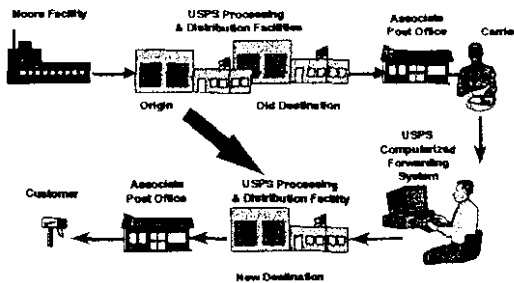 Moore Facility
USPS Processing
& Distribution Facilities
Associate
Post Office
Carrie
Origin
Old Destination
USPS
Computerized
Forwarding
System
Customer
Associate
Post Office
USPS Processing
& Distribution Facility
New Destination